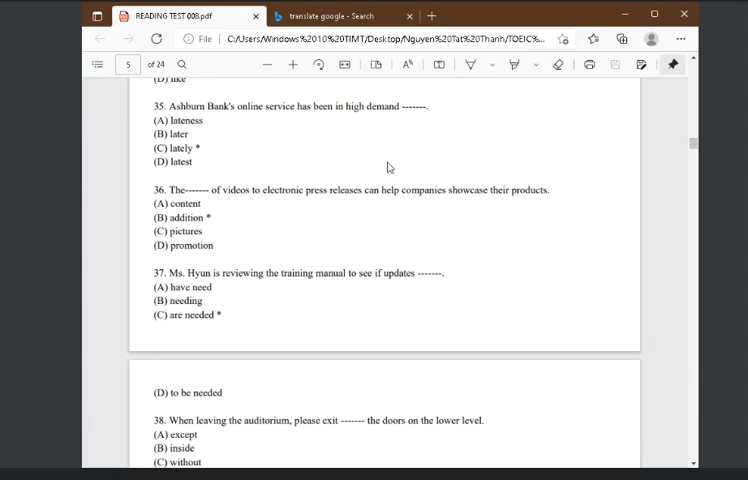 READING TEST 008.pdf
translate google - Search
File
C:/Users/Windows%2010%20TIMT/Desktop/Nguyen%20Tat%20Thanh/TOEIC%...
5 of 24
(D) like
35. Ashburn Bank's online service has been in high demand -------.
(A) lateness
(B) later
(C) lately *
(D) latest
36. The------- of videos to electronic press releases can help companies showcase their products.
(A) content
(B) addition *
(C) pictures
(D) promotion
37. Ms. Hyun is reviewing the training manual to see if updates -------.
(A) have need
(B) needing
(C) are needed *
(D) to be needed
38. When leaving the auditorium, please exit ------- the doors on the lower level.
(A) except
(B) inside
(C) without